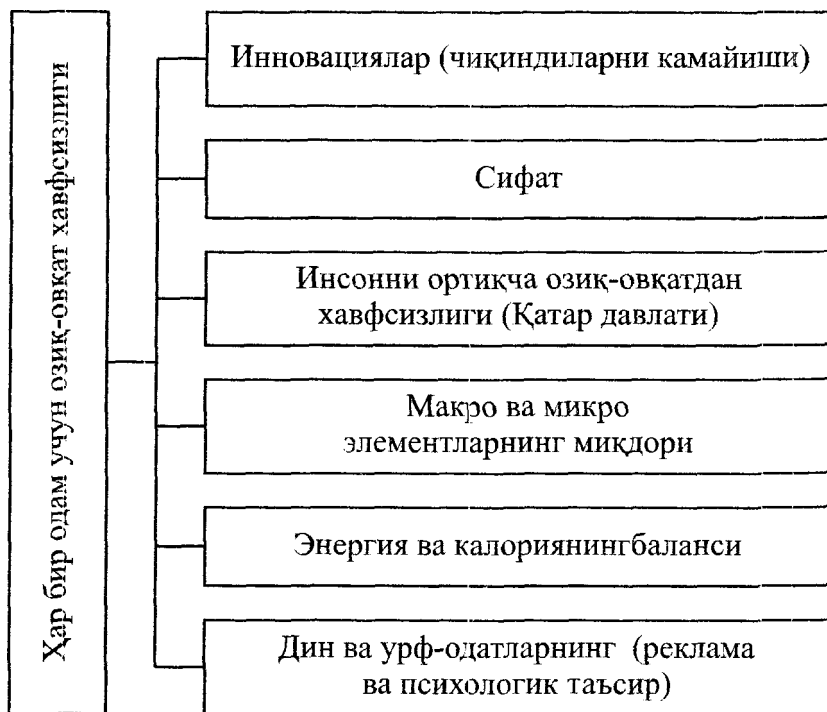 Ҳар бир одам учун озиқ-овқат хавфсизлиги
Инновациялар (чиқиндиларни камайиши)
Сифат
Инсонни ортиқча озиқ-овқатдан
хавфсизлиги (Қатар давлати)
Макро ва микро
элементларнинг миқдори
Энергия ва калориянингбаланси
Дин ва урф-одатларнинг (реклама
ва психологик таъсир)